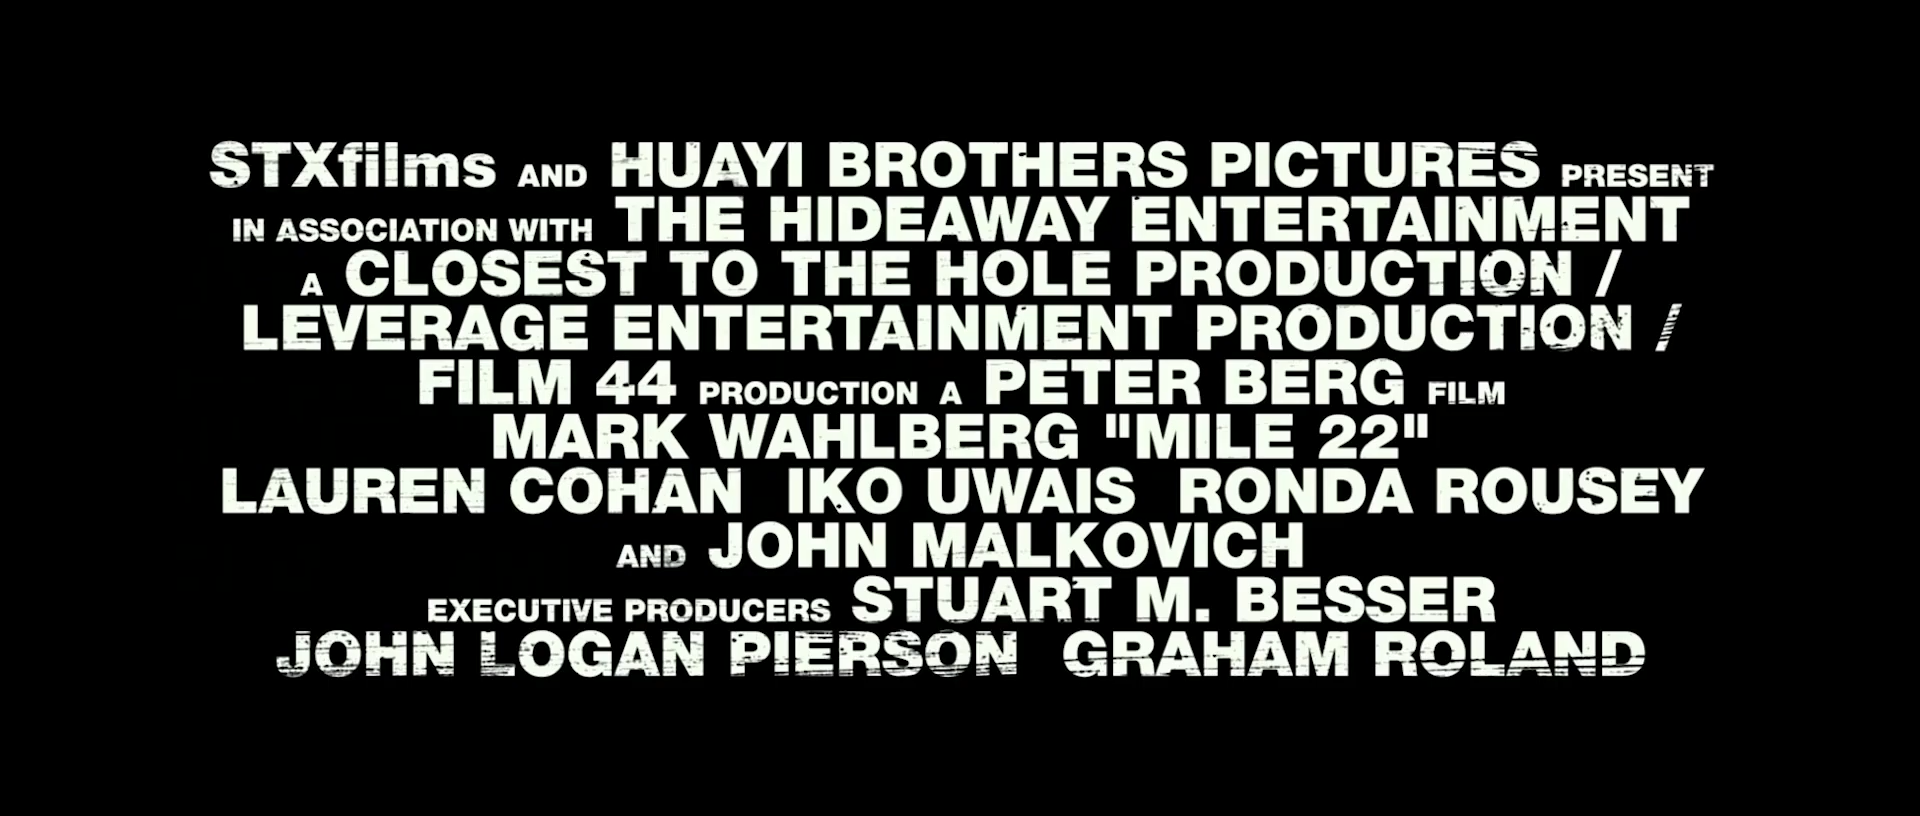 STXfilms AND HUAYI BROTHERS PICTURES PRESENT
IN ASSOCIATION WITH THE HIDEAWAY ENTERTAINMENT
A CLOSEST TO THE HOLE PRODUCTION /
LEVERAGE ENTERTAINMENT PRODUCTION /
FILM 44 PRODUCTION A PETER BERG FILM
MARK WAHLBERG "MILE 22"
LAUREN COHAN IKO UWAIS RONDA ROUSEY
AND JOHN MALKOVICH
EXECUTIVE PRODUCERS STUART M. BESSER
JOHN LOGAN PIERSON GRAHAM ROLAND